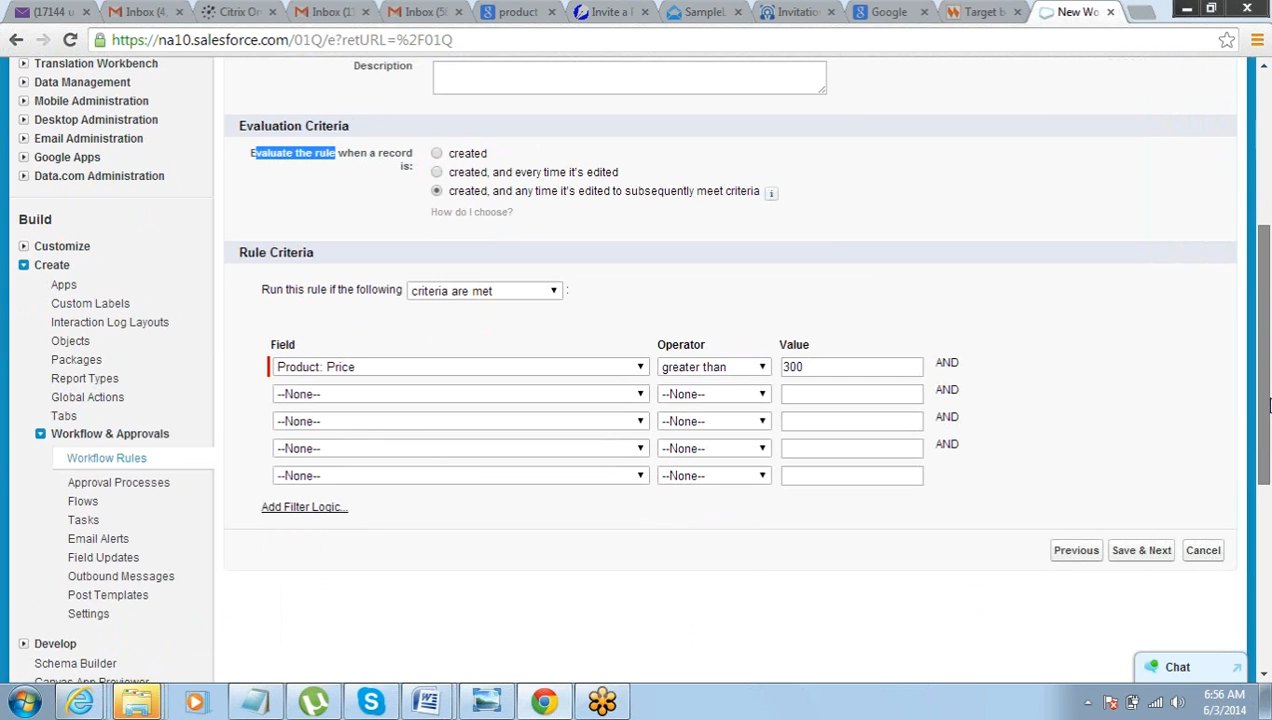 (17144 u
Inbox (4,
Citrix On
Inbox (1
Inbox (50
product
Invite a F
SampleL
Invitation
Google
Target b
New Wo
https://na10.salesforce.com/01Q/e?retURL=%2F01Q
Translation Workbench
Data Management
Mobile Administration
Desktop Administration
Email Administration
Google Apps
Data.com Administration
Build
Customize
Create
Apps
Custom Labels
Interaction Log Layouts
Objects
Packages
Report Types
Global Actions
Tabs
Workflow & Approvals
Workflow Rules
Approval Processes
Flows
Tasks
Email Alerts
Field Updates
Outbound Messages
Post Templates
Settings
Develop
Schema Builder
Canvas App Previewer
Description
Evaluation Criteria
Evaluate the rule when a record
is:
created
created, and every time it's edited
created, and any time it's edited to subsequently meet criteria
How do I choose?
Rule Criteria
Run this rule if the following criteria are met :
Field Operator Value
Product: Price greater than 300 AND
--None-- --None-- AND
--None-- --None-- AND
--None-- --None-- AND
--None-- --None--
Add Filter Logic...
Previous Save & Next Cancel
Chat
6:56 AM
6/3/2014